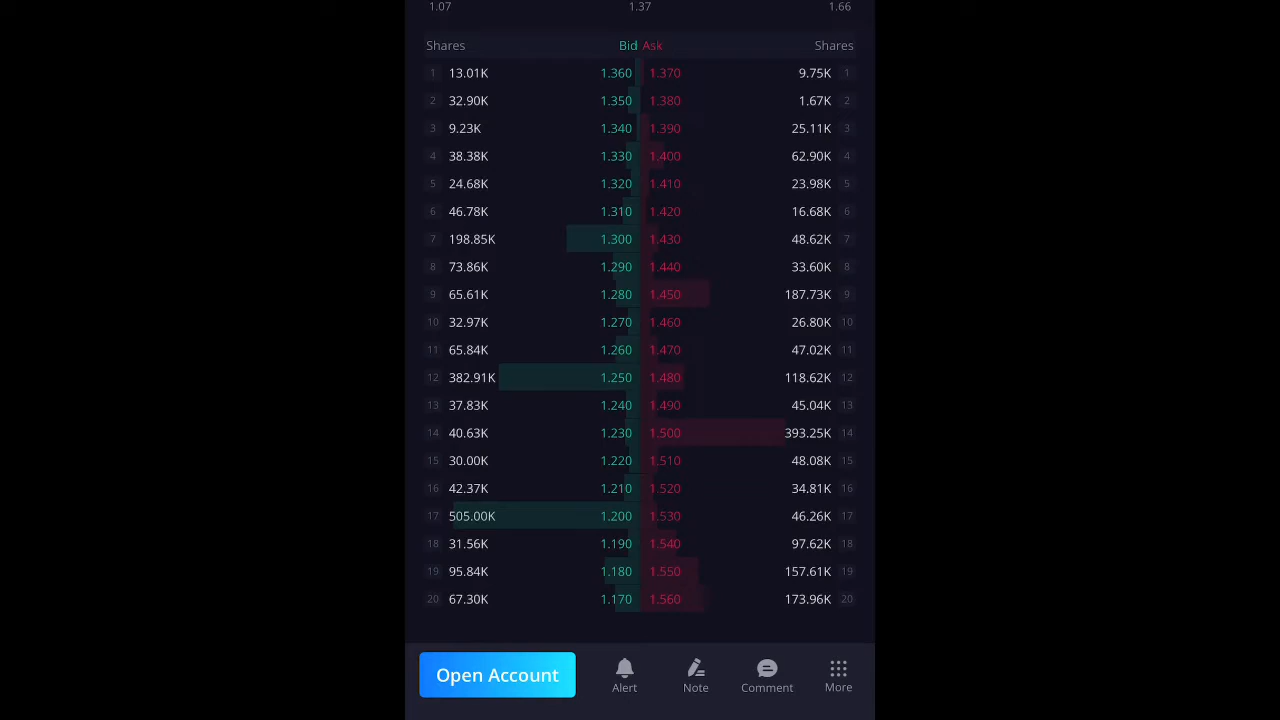 1.07 1.37 1.66
Shares Bid Ask Shares
1 13.01K 1.360 1.370 9.75K 1
2 32.90K 1.350 1.380 1.67K 2
3 9.23K 1.340 1.390 25.11K 3
4 38.38K 1.330 1.400 62.90K 4
5 24.68K 1.320 1.410 23.98K 5
6 46.78K 1.310 1.420 16.68K 6
7 198.85K 1.300 1.430 48.62K 7
8 73.86K 1.290 1.440 33.60K 8
9 65.61K 1.280 1.450 187.73K 9
10 32.97K 1.270 1.460 26.80K 10
11 65.84K 1.260 1.470 47.02K 11
12 382.91K 1.250 1.480 118.62K 12
13 37.83K 1.240 1.490 45.04K 13
14 40.63K 1.230 1.500 393.25K 14
15 30.00K 1.220 1.510 48.08K 15
16 42.37K 1.210 1.520 34.81K 16
17 505.00K 1.200 1.530 46.26K 17
18 31.56K 1.190 1.540 97.62K 18
19 95.84K 1.180 1.550 157.61K 19
20 67.30K 1.170 1.560 173.96K 20
Open Account Alert Note Comment More